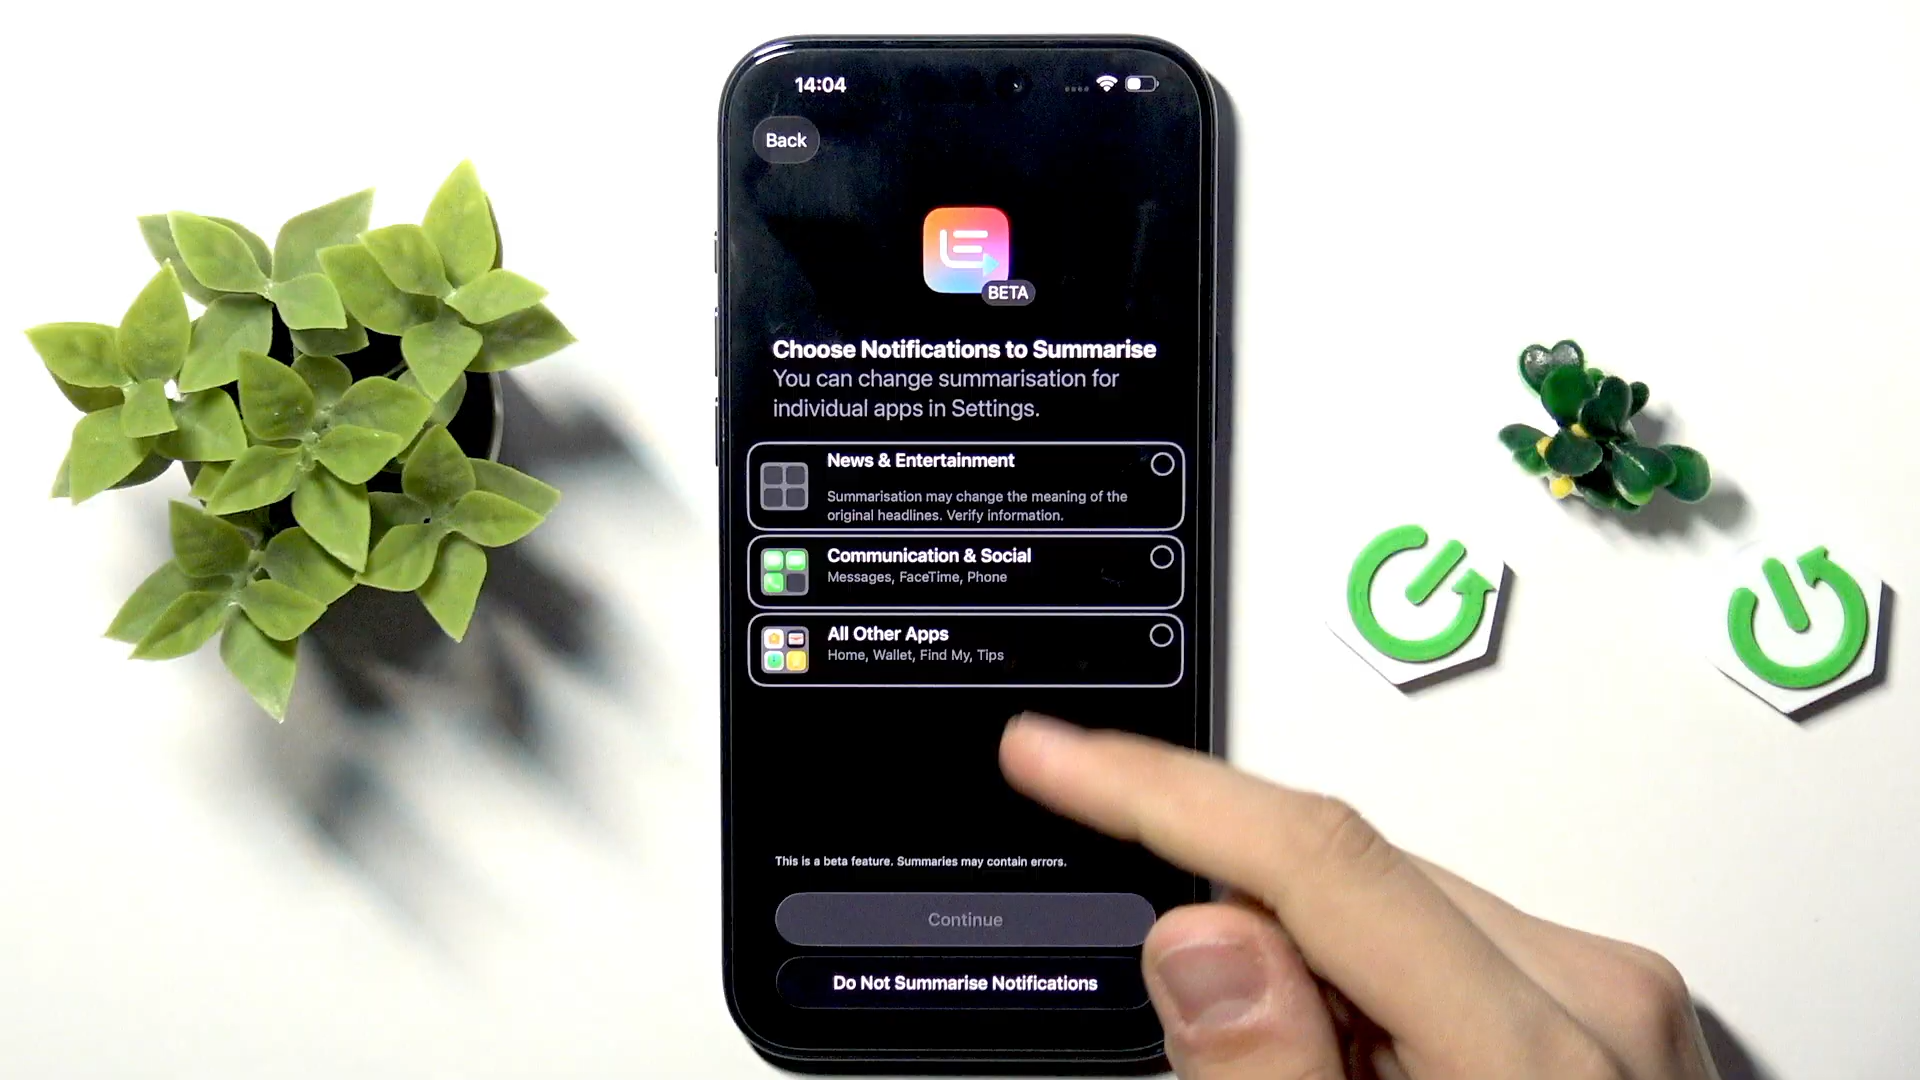 14:04
Back
BETA
Choose Notifications to Summarise
You can change summarisation for
individual apps in Settings.
News & Entertainment
Summarisation may change the meaning of the
original headlines. Verify information.
Communication & Social
Messages, FaceTime, Phone
All Other Apps
Home, Wallet, Find My, Tips
This is a beta feature. Summaries may contain errors.
Continue
Do Not Summarise Notifications